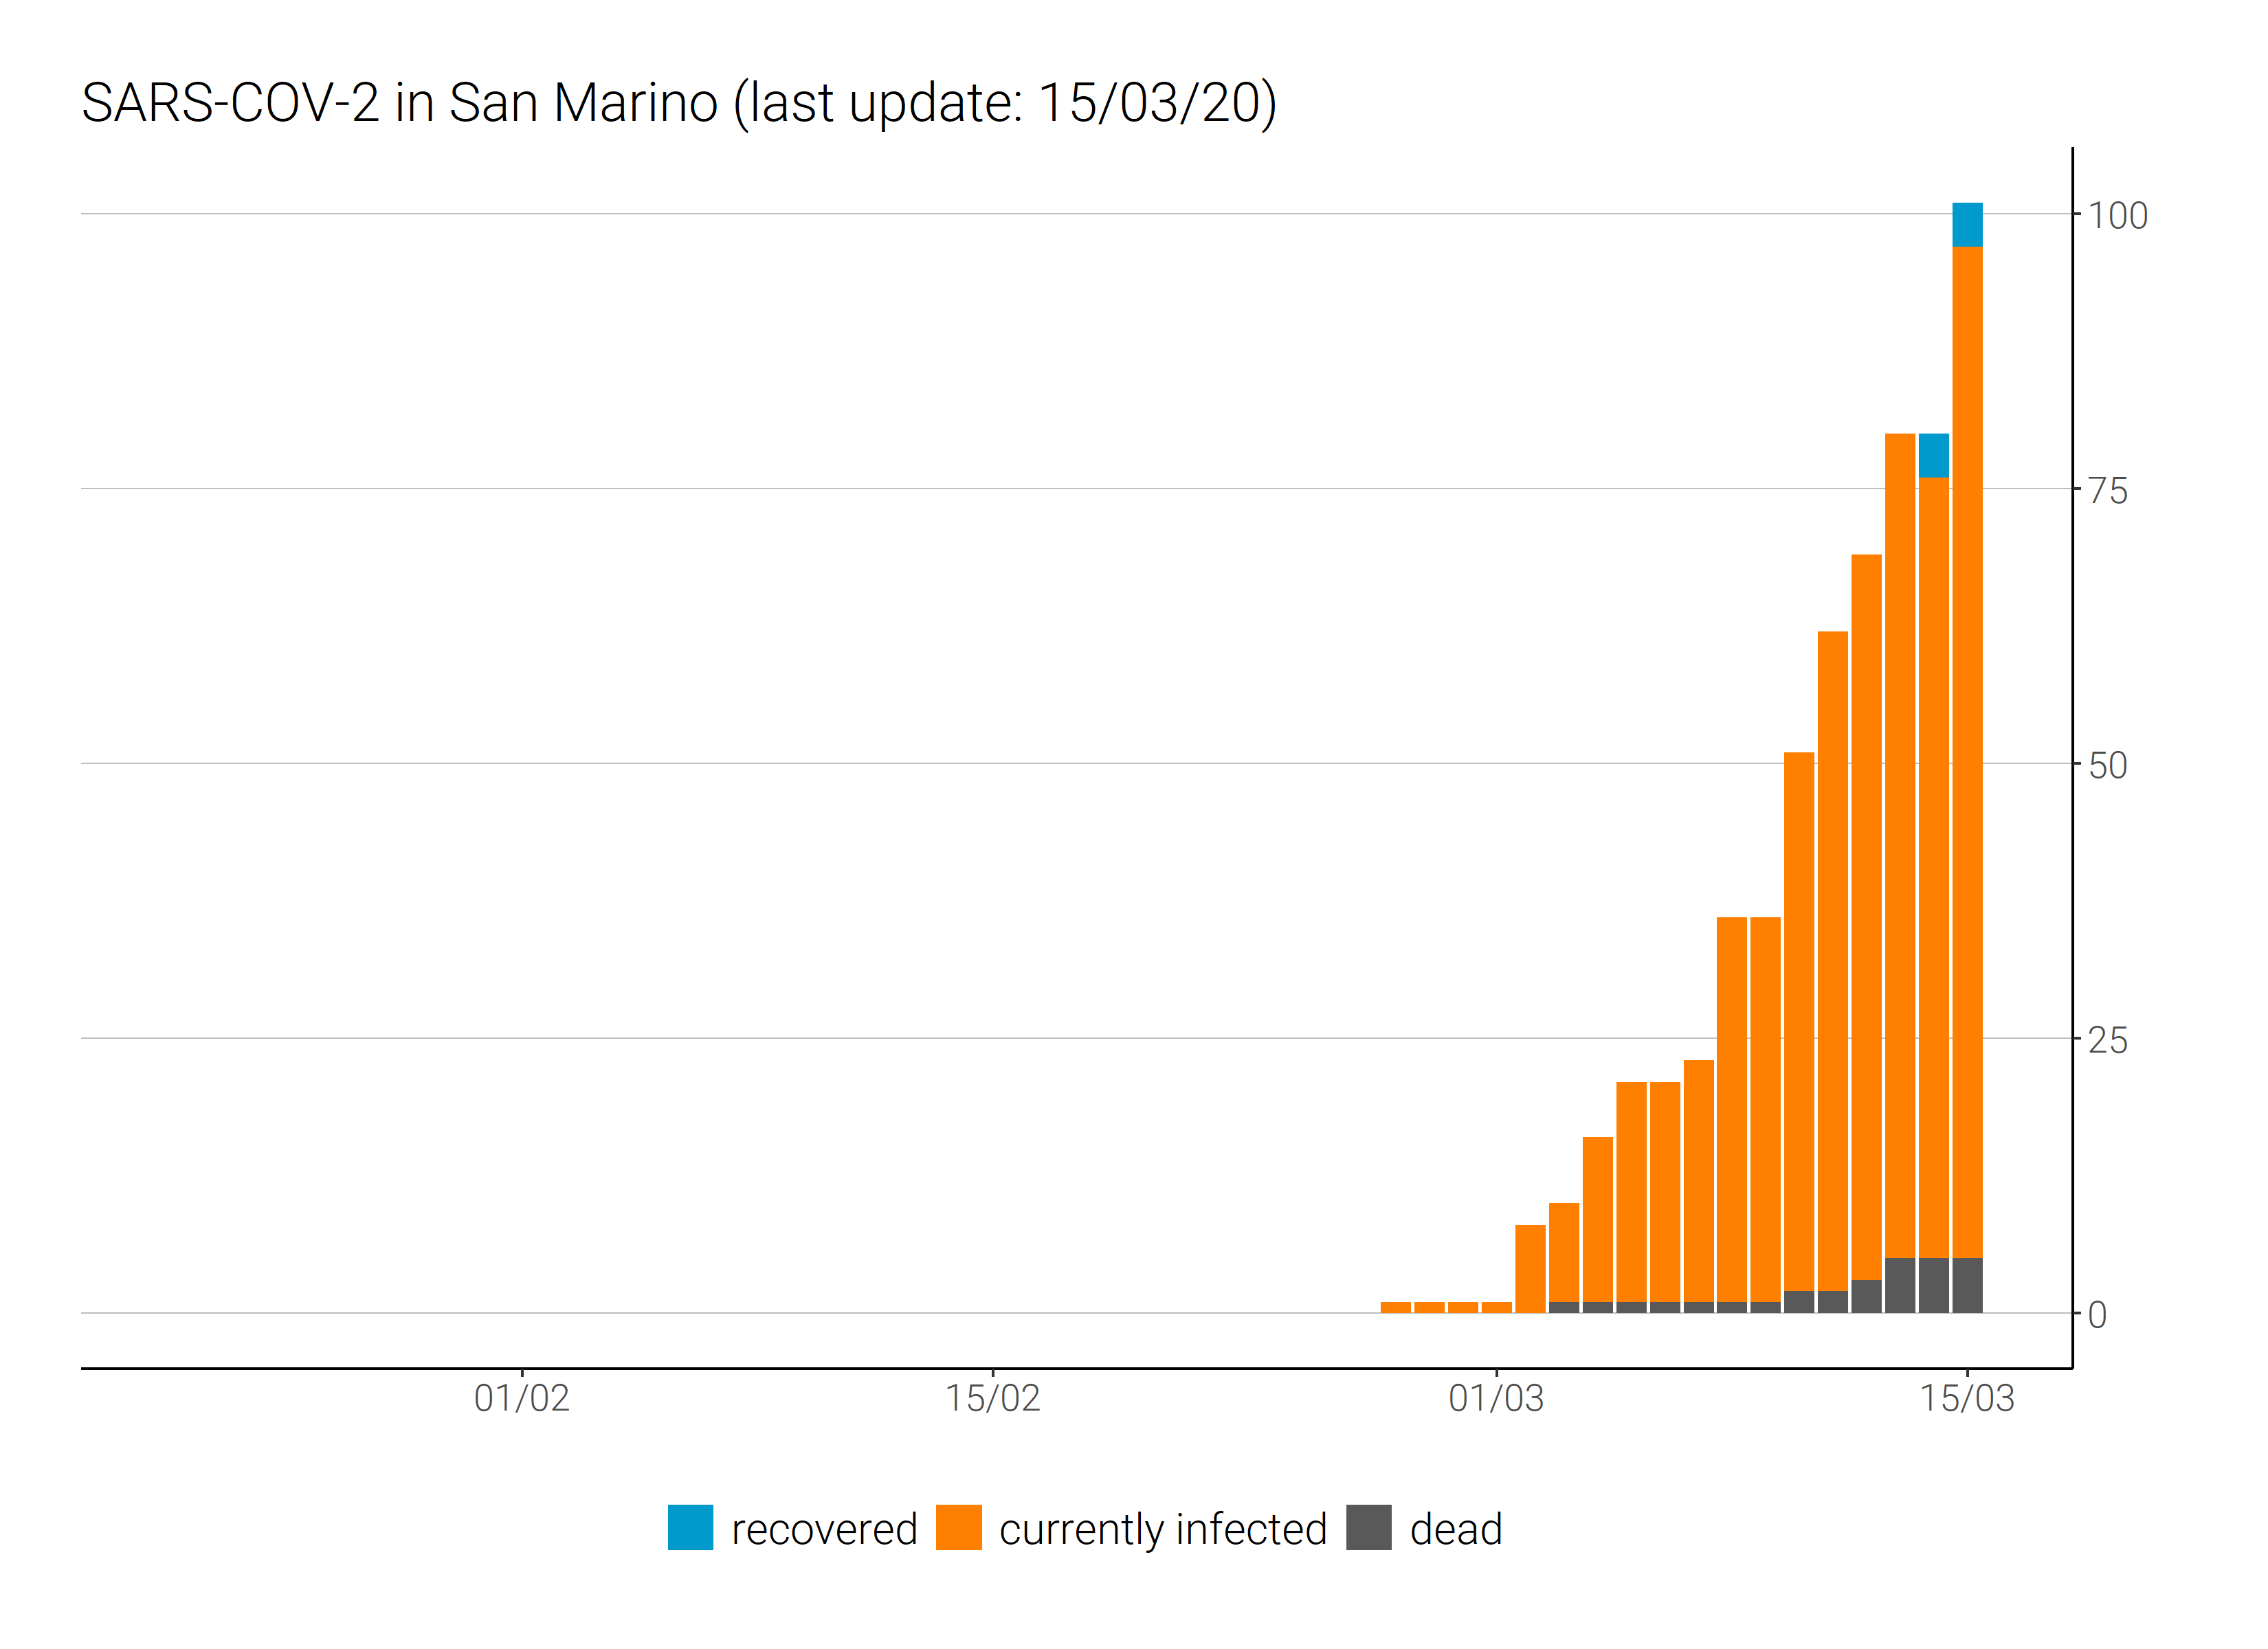 SARS-COV-2 in San Marino (last update: 15/03/20)
100
75
50
25
0
01/02 15/02 01/03 15/03
recovered currently infected dead